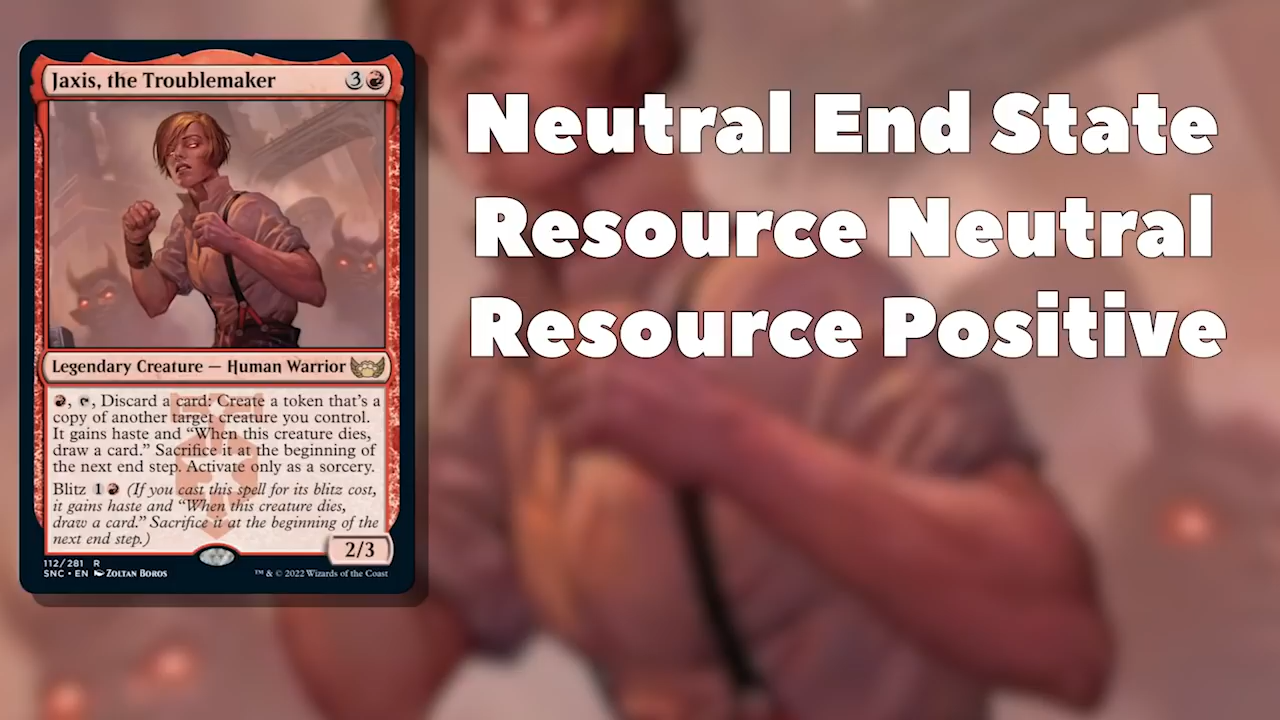 Jaxis, the Troublemaker 3
Neutral End State
Resource Neutral
Resource Positive
Legendary Creature — Human Warrior
, , Discard a card: Create a token that's a
copy of another target creature you control.
It gains haste and “When this creature dies,
draw a card.” Sacrifice it at the beginning of
the next end step. Activate only as a sorcery.
Blitz 1 (If you cast this spell for its blitz cost,
it gains haste and “When this creature dies,
draw a card.” Sacrifice it at the beginning of the
next end step.)
2/3
112/281 R
SNC • EN Zoltan Boros
™ & © 2022 Wizards of the Coast